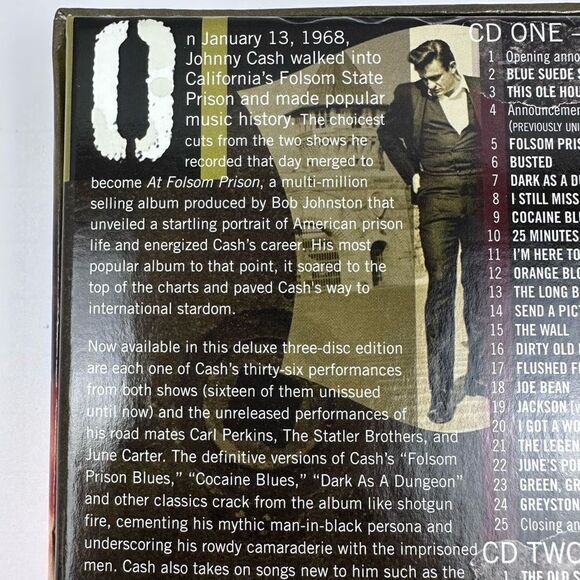 On January 13, 1968,
Johnny Cash walked into
California's Folsom State
Prison and made popular
music history. The choicest
cuts from the two shows he
recorded that day merged to
become At Folsom Prison, a multi-million
selling album produced by Bob Johnston that
unveiled a startling portrait of American prison
life and energized Cash's career. His most
popular album to that point, it soared to the
top of the charts and paved Cash's way to
international stardom.
Now available in this deluxe three-disc edition
are each one of Cash's thirty-six performances
from both shows (sixteen of them unissued
until now) and the unreleased performances of
his road mates Carl Perkins, The Statler Brothers, and
June Carter. The definitive versions of Cash's "Folsom
Prison Blues," "Cocaine Blues," "Dark As A Dungeon"
and other classics crack from the album like shotgun
fire, cementing his mythic man-in-black persona and
underscoring his rowdy camaraderie with the imprisoned
men. Cash also takes on songs new to him such as the
CD ONE –
1 Opening anno
2 BLUE SUEDE S
3 THIS OLE HOU
4 Announcemen
(PREVIOUSLY UNI
5 FOLSOM PRIS
6 BUSTED
7 DARK AS A DU
8 I STILL MISS
9 COCAINE BLU
10 25 MINUTES
11 I'M HERE TO
12 ORANGE BLO
13 THE LONG B
14 SEND A PICT
15 THE WALL
16 DIRTY OLD
17 FLUSHED F
18 JOE BEAN
19 JACKSON
20 I GOT A WO
21 THE LEGEN
22 JUNE'S PO
23 GREEN, GR
24 GREYSTON
25 Closing an
CD TWO
THE OLD S